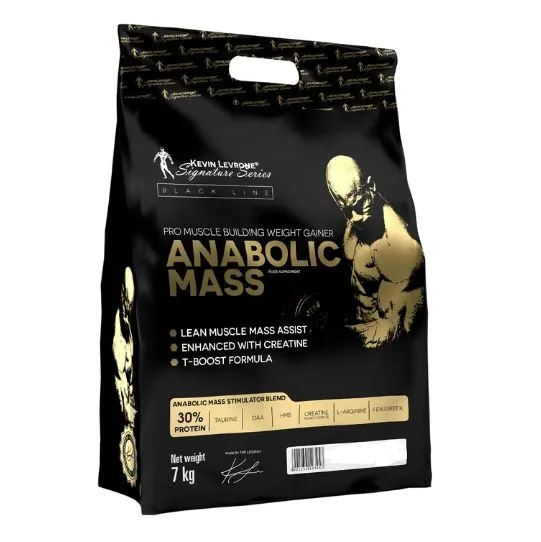 KEVIN LEVRONE®
Signature Series
BLACK LINE
PRO MUSCLE BUILDING WEIGHT GAINER
ANABOLIC
MASS
FOOD SUPPLEMENT
LEAN MUSCLE MASS ASSIST
ENHANCED WITH CREATINE
T-BOOST FORMULA
ANABOLIC MASS STIMULATOR BLEND
30% PROTEIN
TAURINE
DAA
HMB
CREATINE MONOHYDRATE
L-ARGININE
FENUGREEK
Net weight
7 kg